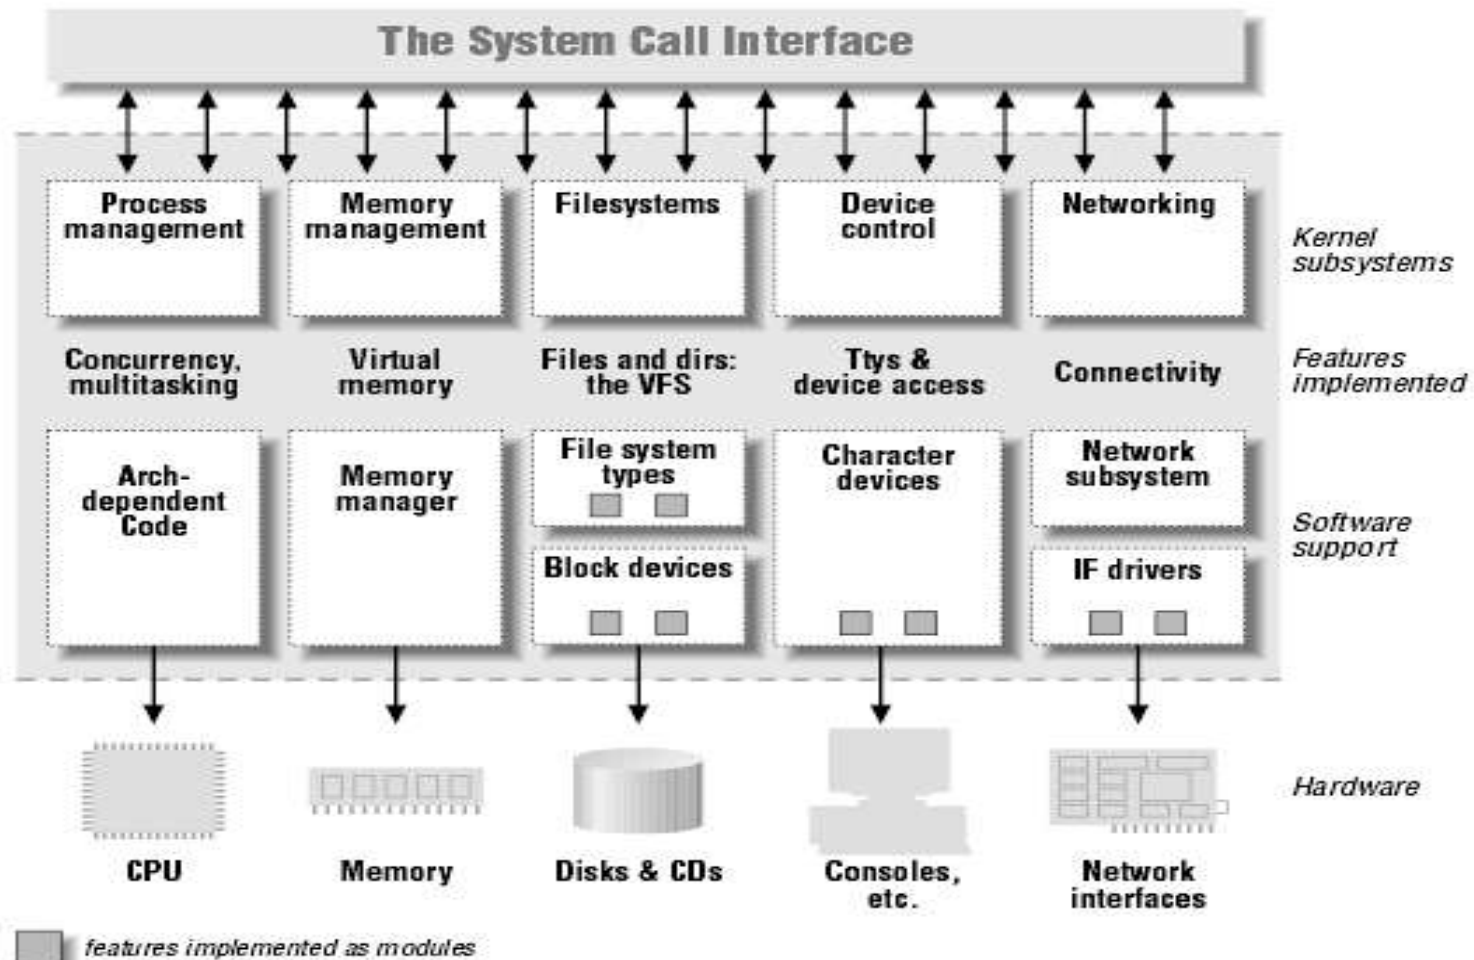 The System Call Interface
Process
management
Memory
management
Filesystems
Device
control
Networking
Kernel
subsystems
Concurrency,
multitasking
Virtual
memory
Files and dirs:
the VFS
Ttys &
device access
Connectivity
Features
implemented
Arch-
dependent
Code
Memory
manager
File system
types
Block devices
Character
devices
Network
subsystem
IF drivers
Software
support
CPU
Memory
Disks & CDs
Consoles,
etc.
Network
interfaces
Hardware
features implemented as modules